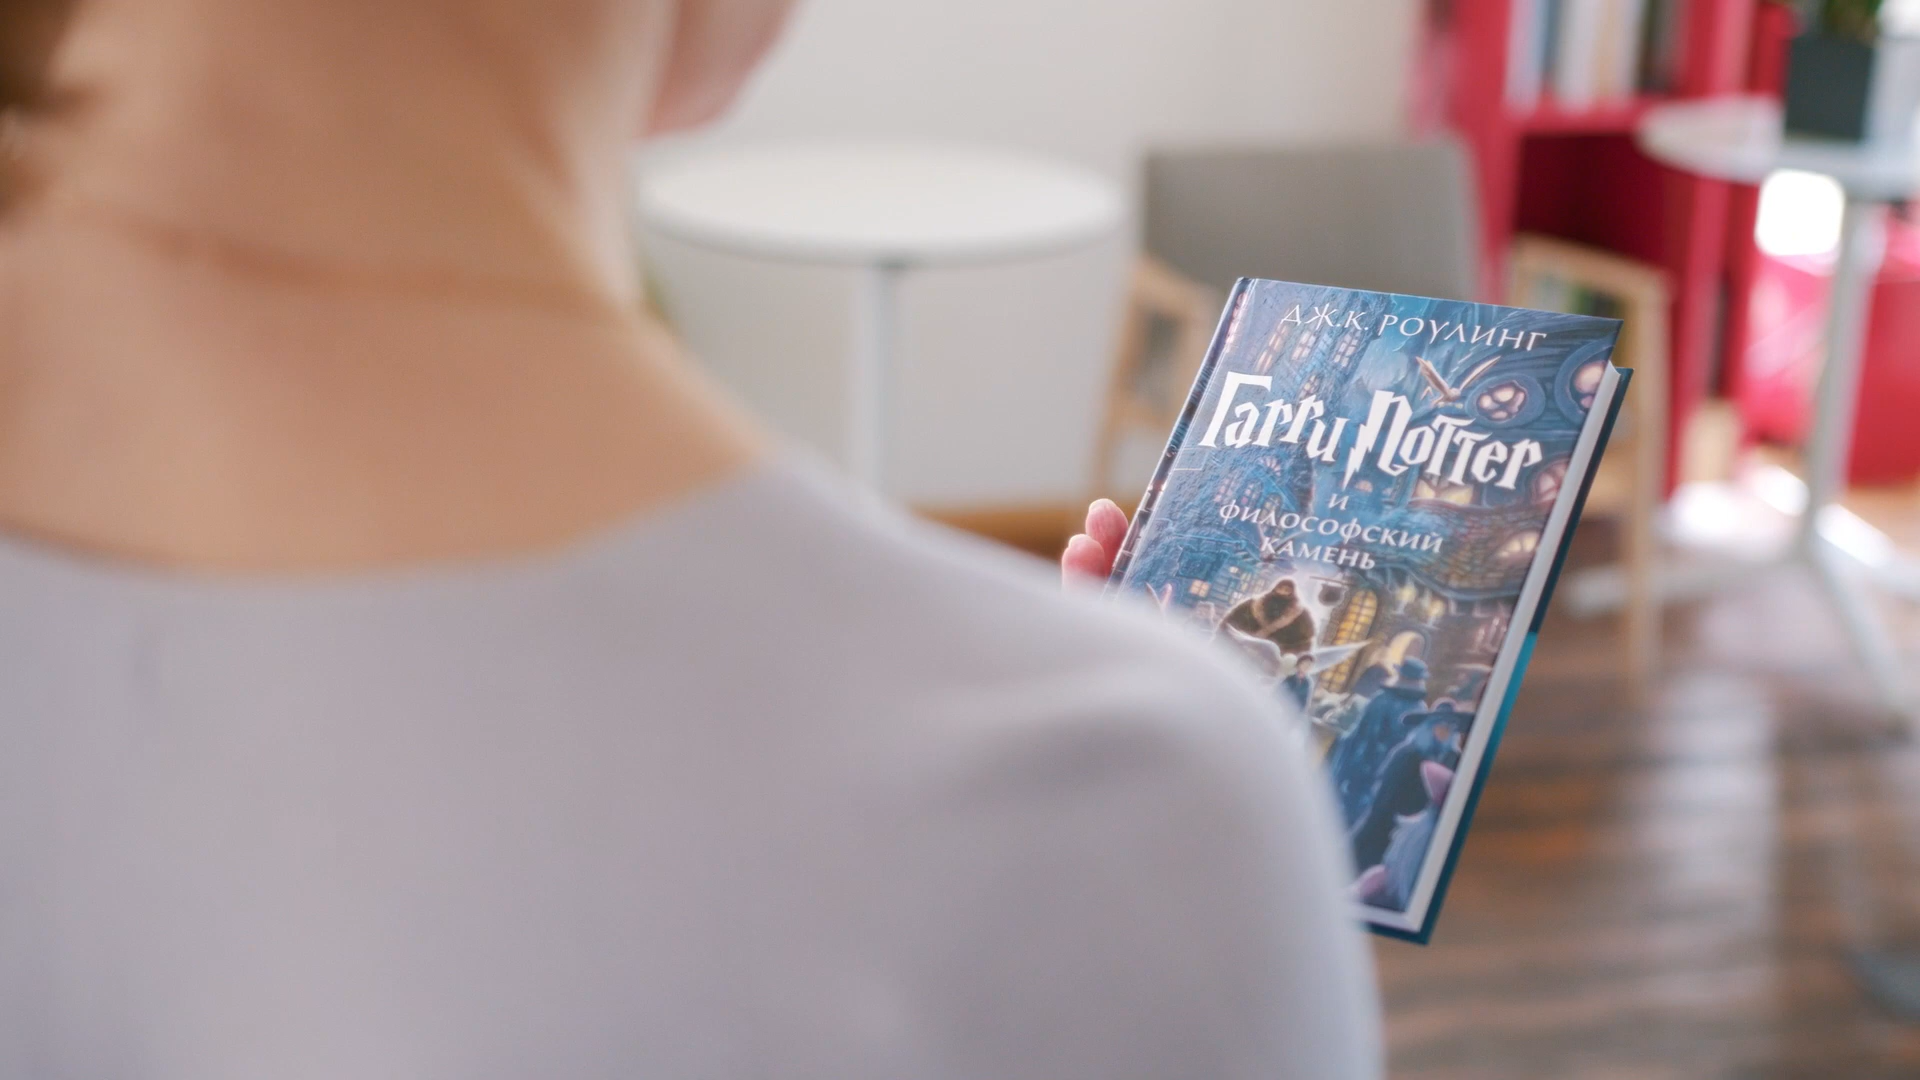 ДЖ.К. РОУЛИНГ
Гарри Поттер
и
философский
камень